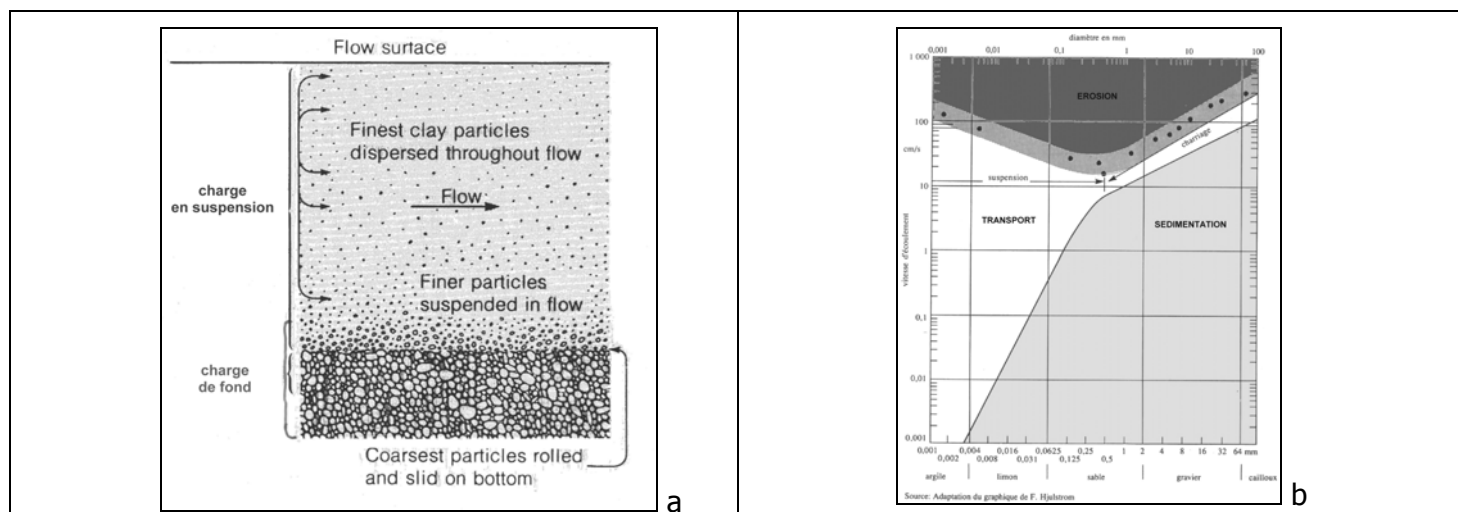 Flow surface
Finest clay particles
dispersed throughout flow
charge
en suspension
Flow
Finer particles
suspended in flow
charge
de fond
Coarsest particles rolled
and slid on bottom
a
diamètre en mm
0,001 0,01 0,1 1 10 100
1 000
EROSION
100
cm/s
charriage
suspension
10
TRANSPORT
SEDIMENTATION
vitesse d'écoulement
1
0,1
0,01
0,001
0,001 0,004 0,016 0,0625 0,25 1 2 4 8 16 32 64 mm
0,002 0,008 0,031 0,125 0,5
argile limon sable gravier cailloux
Source: Adaptation du graphique de F. Hjulstrom
b